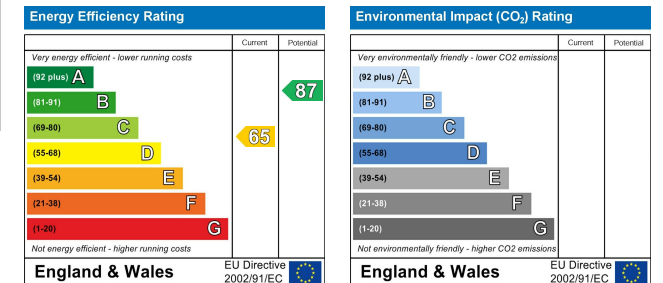 Energy Efficiency Rating
Current Potential
Very energy efficient - lower running costs
(92 plus) A
(81-91) B
(69-80) C
(55-68) D
(39-54) E
(21-38) F
(1-20) G
65
87
Not energy efficient - higher running costs
England & Wales
EU Directive
2002/91/EC
Environmental Impact (CO₂) Rating
Current Potential
Very environmentally friendly - lower CO2 emissions
(92 plus) A
(81-91) B
(69-80) C
(55-68) D
(39-54) E
(21-38) F
(1-20) G
Not environmentally friendly - higher CO2 emissions
England & Wales
EU Directive
2002/91/EC